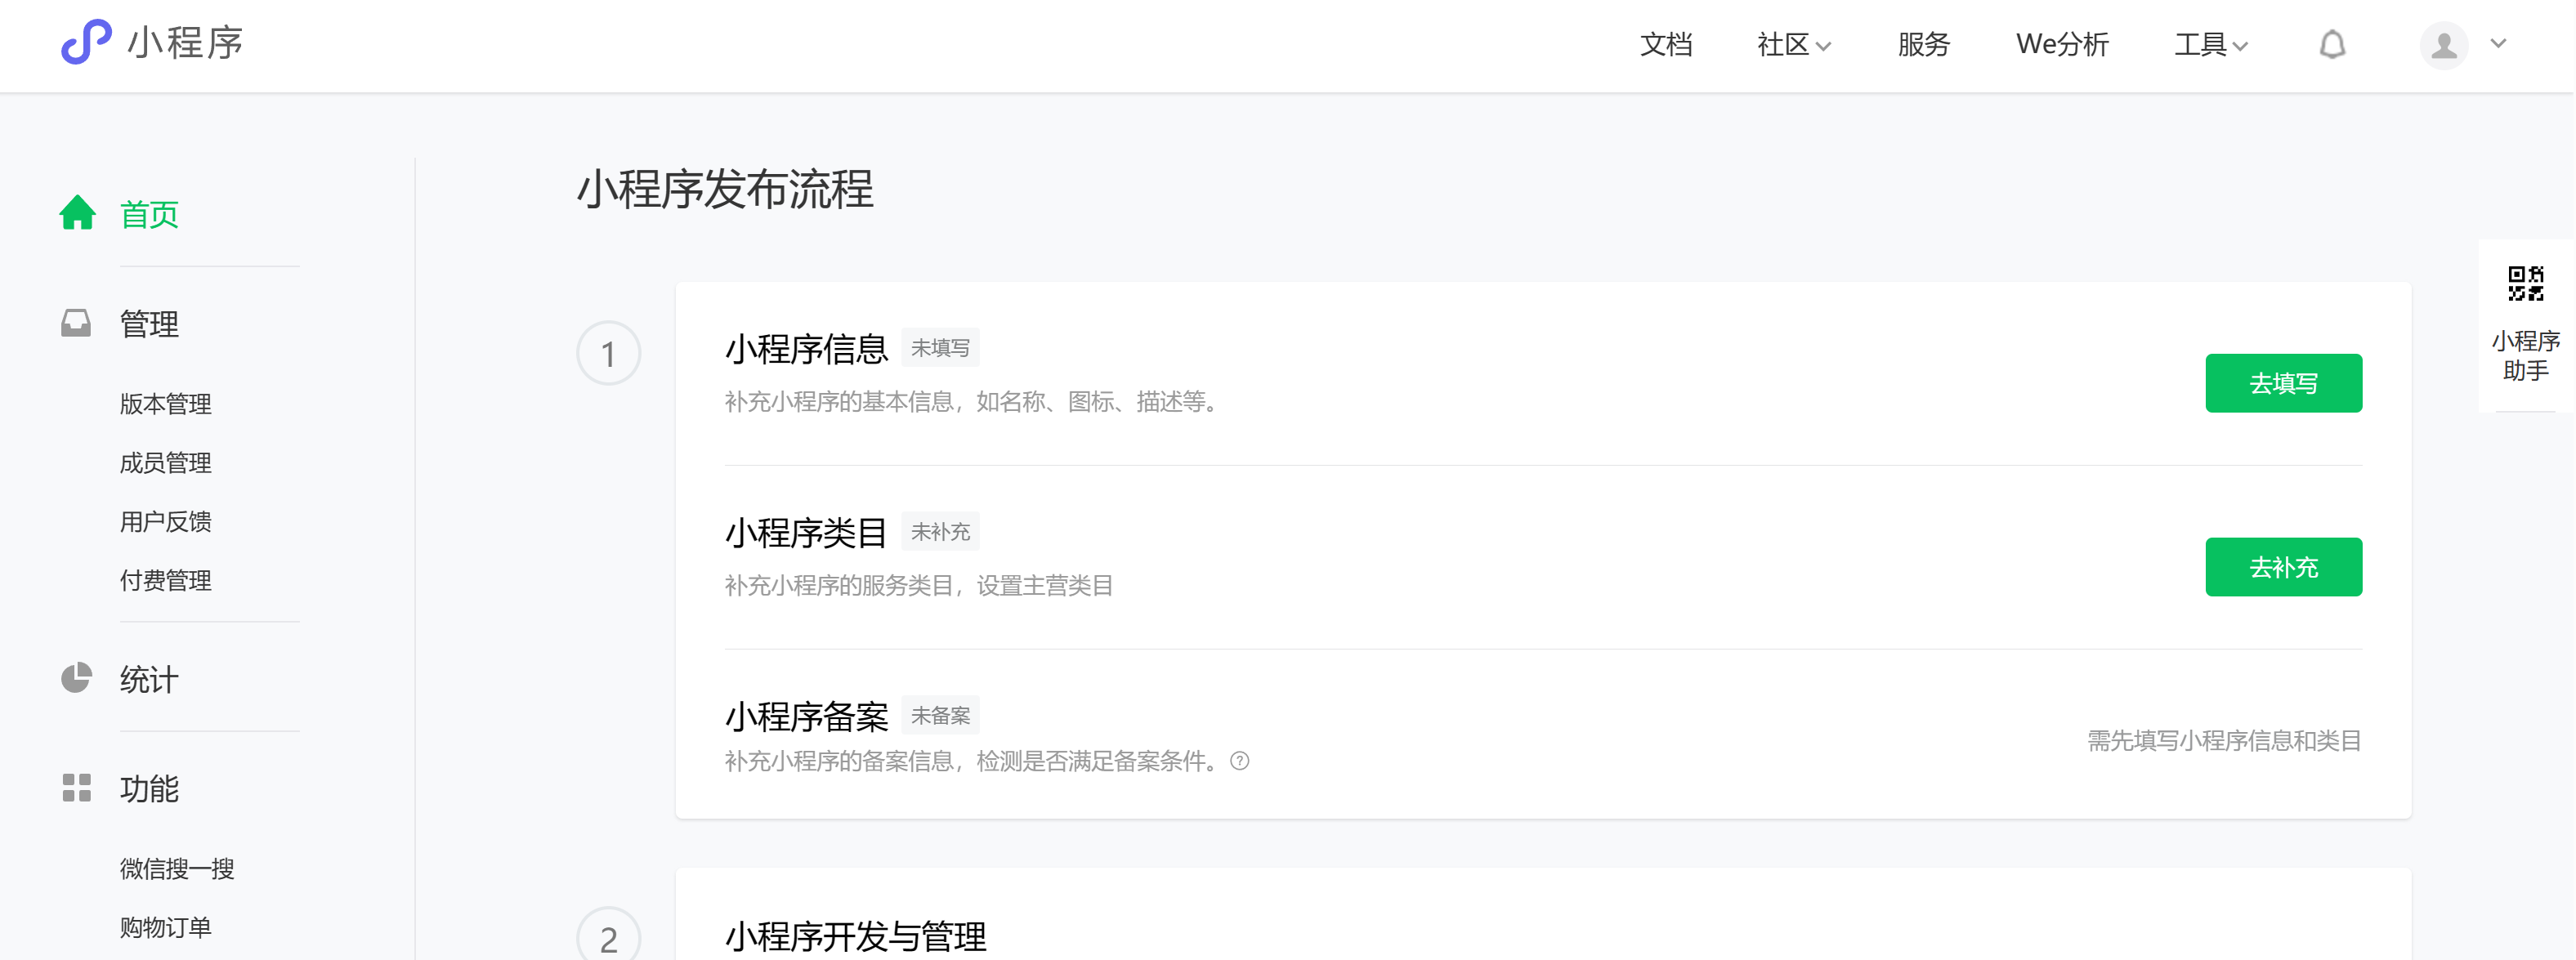 小程序
文档
社区
服务
We分析
工具
首页
管理
版本管理
成员管理
用户反馈
付费管理
统计
功能
微信搜一搜
购物订单
小程序发布流程
1
小程序信息 未填写
补充小程序的基本信息，如名称、图标、描述等。
去填写
小程序类目 未补充
补充小程序的服务类目，设置主营类目
去补充
小程序备案 未备案
补充小程序的备案信息，检测是否满足备案条件。
需先填写小程序信息和类目
2
小程序开发与管理
小程序
助手